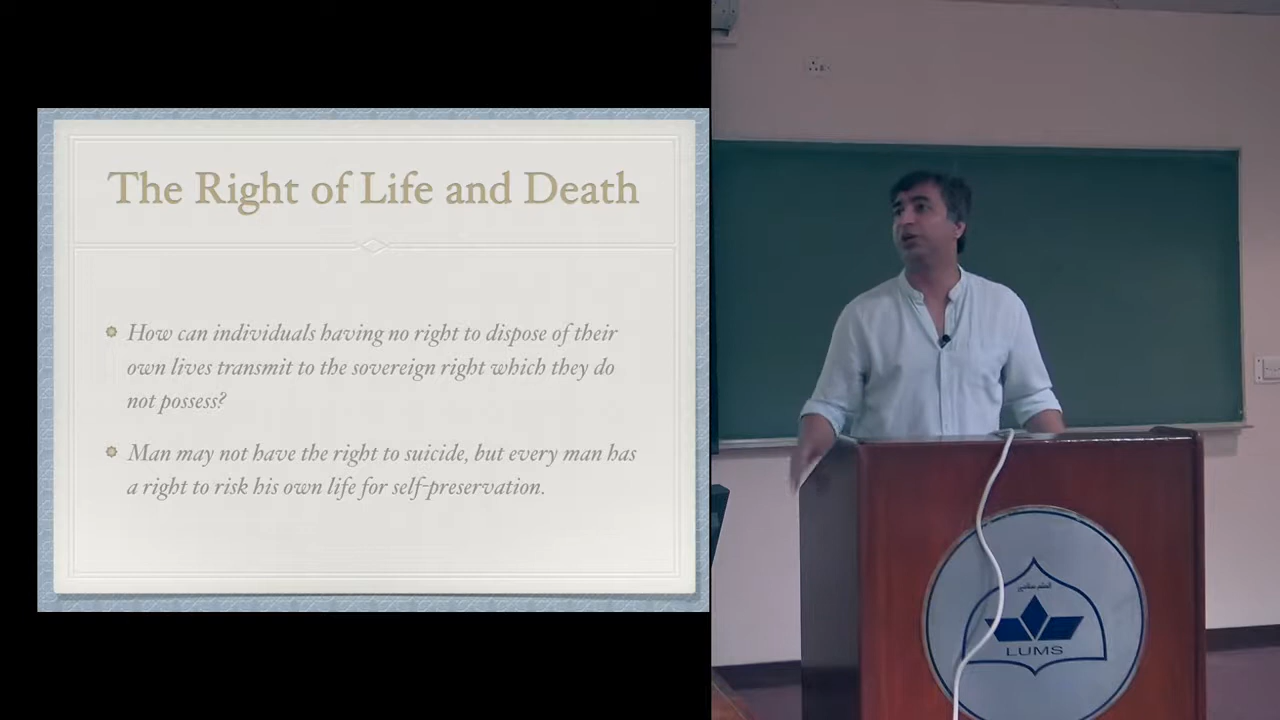 The Right of Life and Death
How can individuals having no right to dispose of their
own lives transmit to the sovereign right which they do
not possess?
Man may not have the right to suicide, but every man has
a right to risk his own life for self-preservation.
LUMS